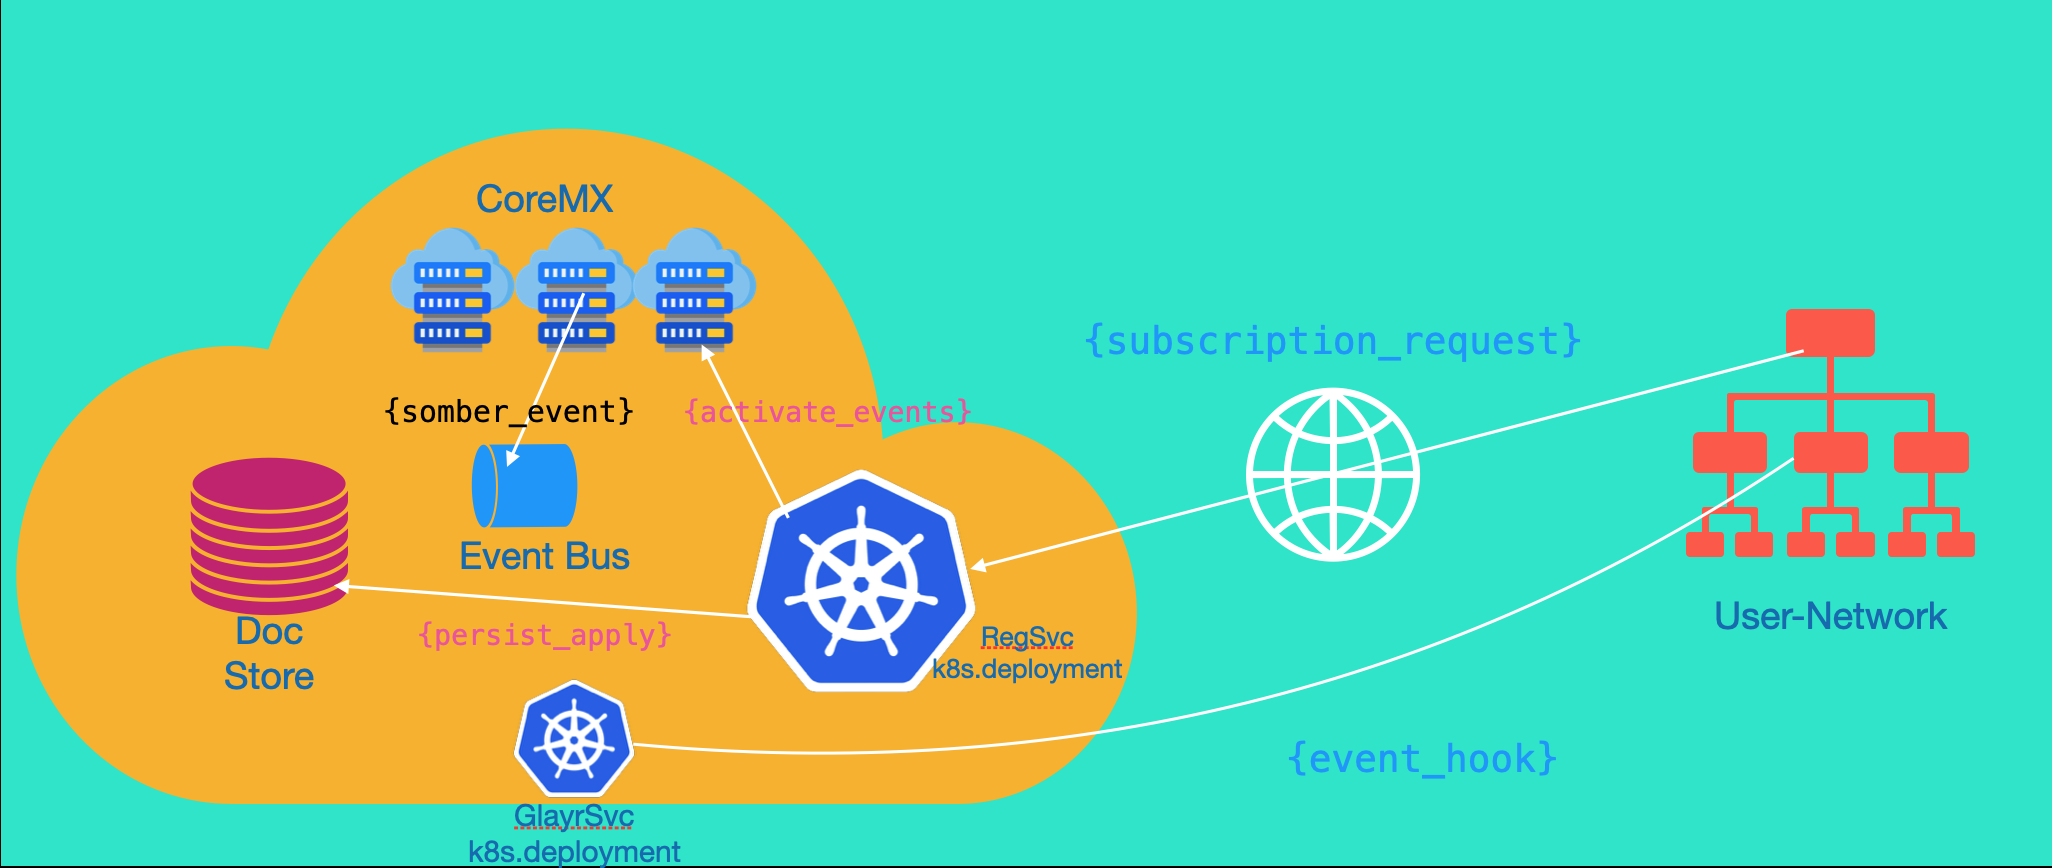 CoreMX
{subscription_request}
{somber_event}
{activate_events}
Event Bus
User-Network
Doc
Store
{persist_apply}
RegSvc
k8s.deployment
{event_hook}
GlayrSvc
k8s.deployment